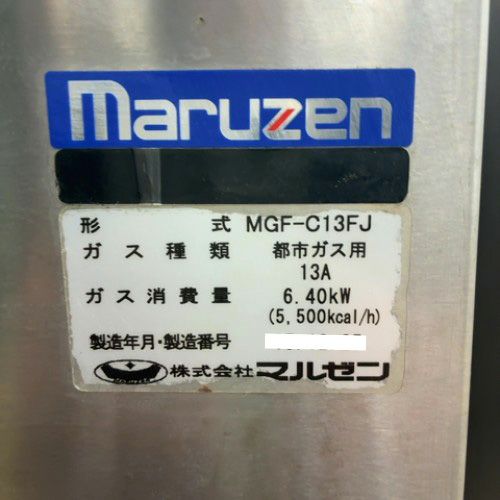 maruzen
形式 MGF-C13FJ
ガス種類 都市ガス用
13A
ガス消費量 6.40kW
(5,500kcal/h)
製造年月・製造番号
MARUZEN 株式会社マルゼン